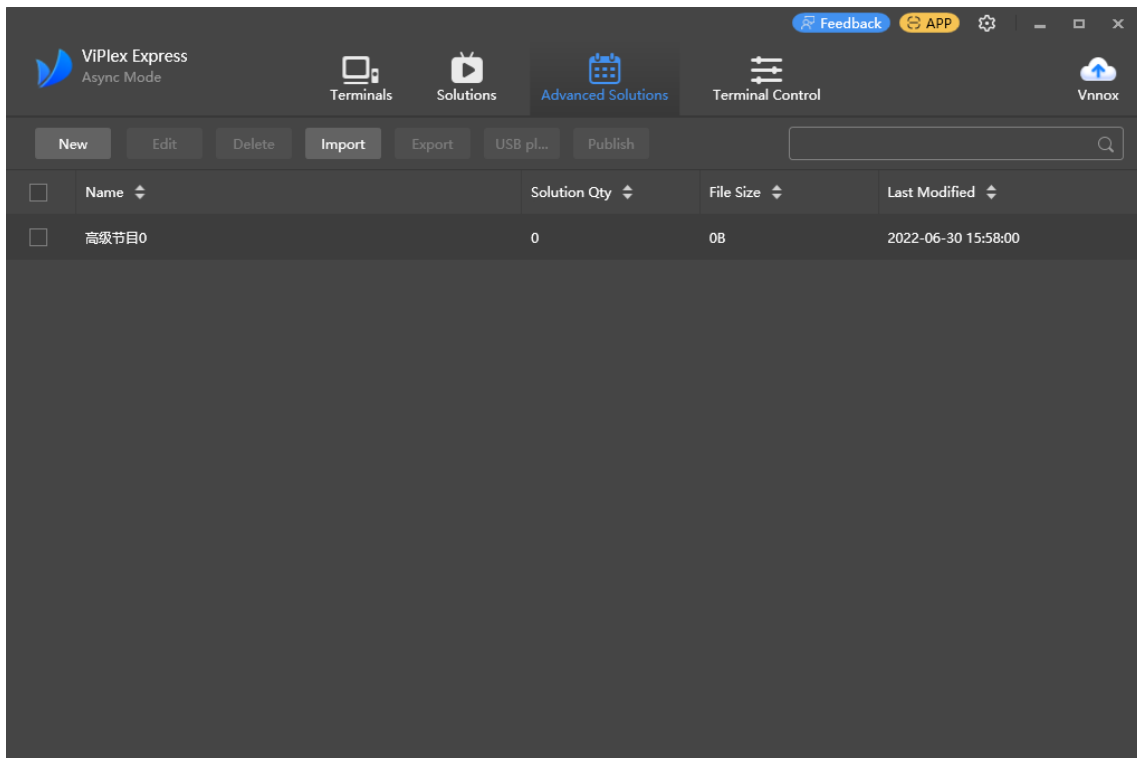 Feedback APP
ViPlex Express
Async Mode
Terminals Solutions Advanced Solutions Terminal Control Vnnox
New Edit Delete Import Export USB pl... Publish
Name Solution Qty File Size Last Modified
高级节目0 0 0B 2022-06-30 15:58:00